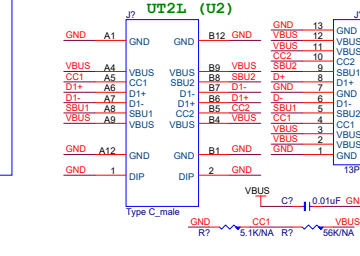 UT2L (U2)
J?
GND A1 GND GND B12 GND
VBUS A4 VBUS VBUS B9 VBUS
CC1 A5 CC1 SBU2 B8 SBU2
D1+ A6 D1+ D1- B7 D1-
D1- A7 D1- D1+ B6 D1+
SBU1 A8 SBU1 CC2 B5 CC2
VBUS A9 VBUS VBUS B4 VBUS
GND A12 GND GND B1 GND
GND 1 DIP DIP 2 GND
Type C_male
GND 13 GND
VBUS 12 VBUS
VBUS 11 VBUS
CC2 10 CC2
SBU2 9 SBU1
D+ 8 D1+
GND 7 GND
D- 6 D1-
SBU1 5 SBU2
CC1 4 CC1
VBUS 3 VBUS
VBUS 2 VBUS
GND 1 GND
13P
VBUS
C? 0.01uF
GND CC1 VBUS
R? 5.1K/NA R? 56K/NA